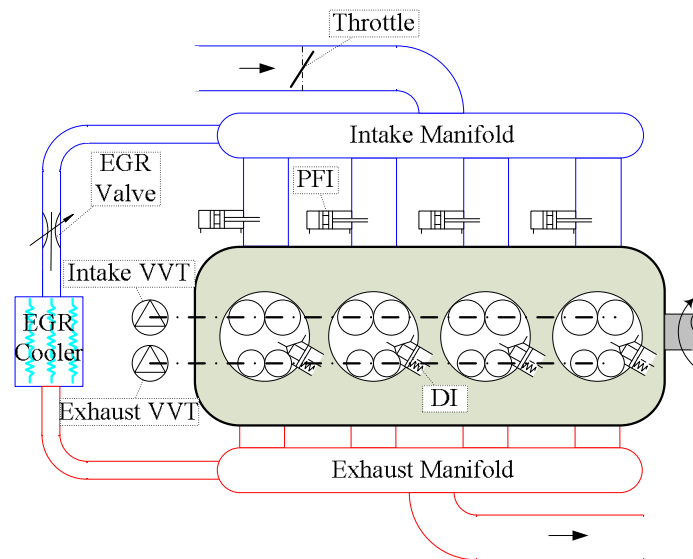 Throttle
Intake Manifold
EGR
Valve
PFI
Intake VVT
EGR
Cooler
Exhaust VVT
DI
Exhaust Manifold